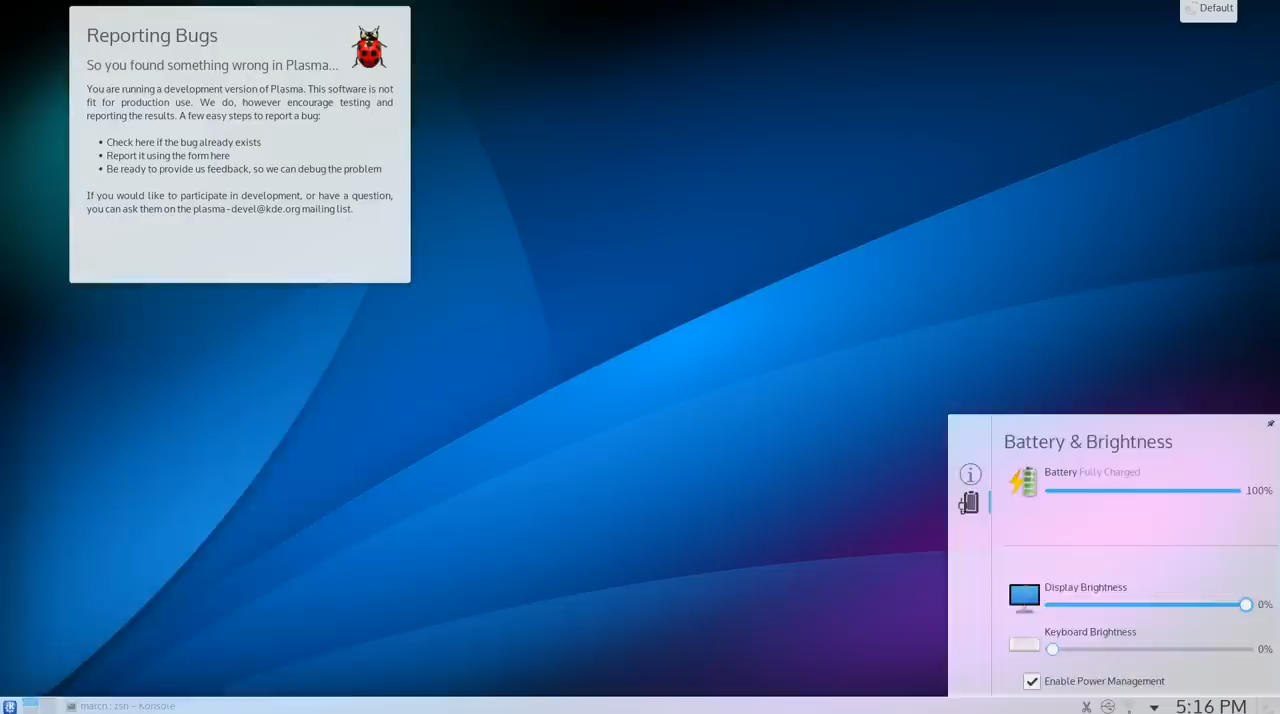 Default
Reporting Bugs
So you found something wrong in Plasma...
You are running a development version of Plasma. This software is not
fit for production use. We do, however encourage testing and
reporting the results. A few easy steps to report a bug:
• Check here if the bug already exists
• Report it using the form here
• Be ready to provide us feedback, so we can debug the problem
If you would like to participate in development, or have a question,
you can ask them on the plasma-devel@kde.org mailing list.
Battery & Brightness
Battery Fully Charged
100%
Display Brightness
0%
Keyboard Brightness
0%
Enable Power Management
zsh – Konsole
5:16 PM